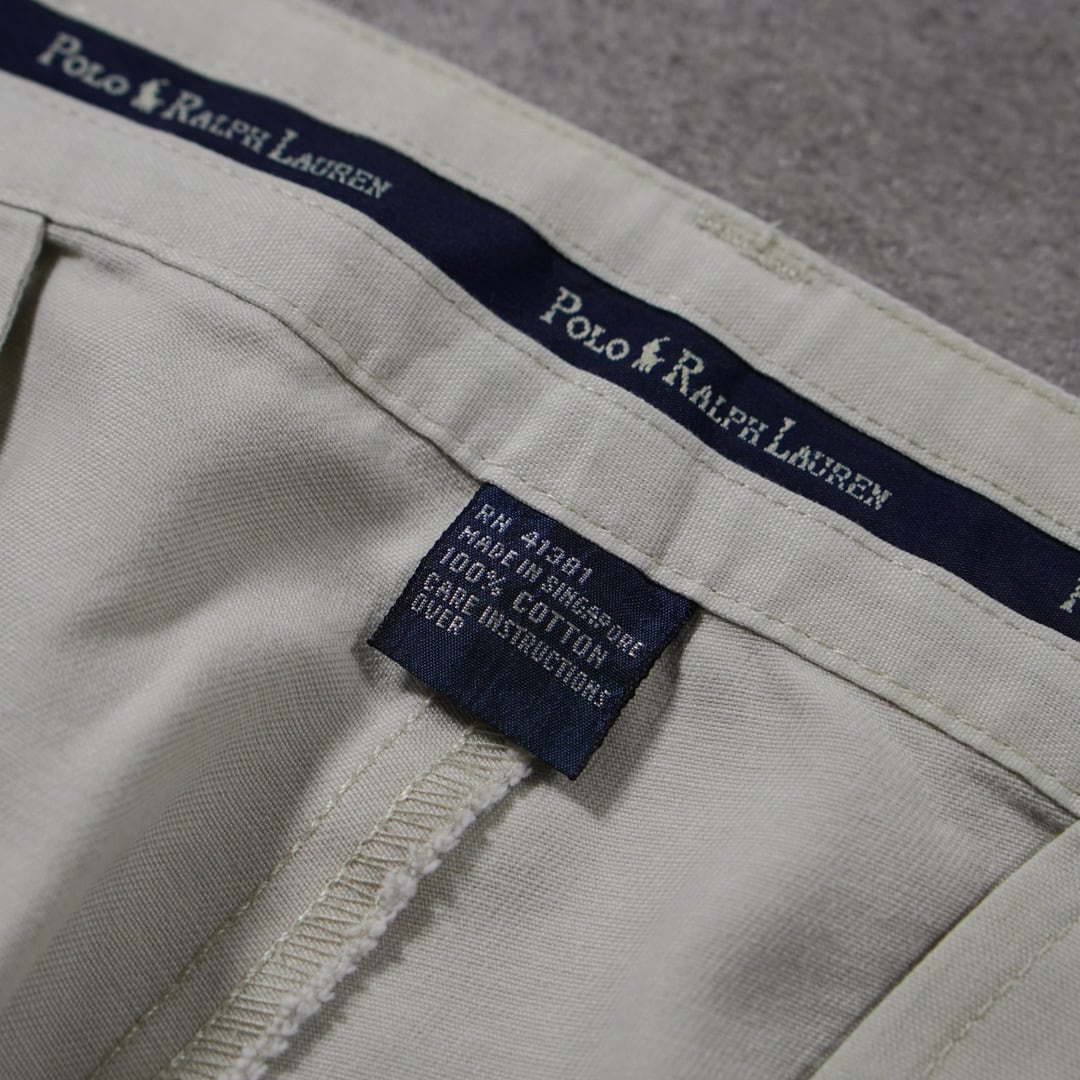 POLO RALPH LAUREN
POLO RALPH LAUREN
RN 41381
MADE IN SINGAPORE
100% COTTON
CARE INSTRUCTIONS
OVER